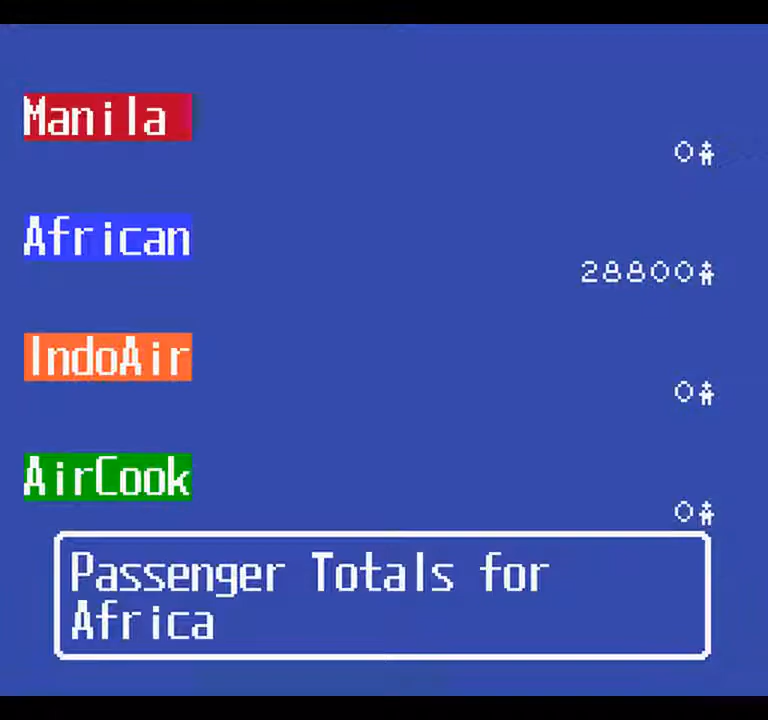 Manila
0
African
28800
IndoAir
0
AirCook
0
Passenger Totals for
Africa